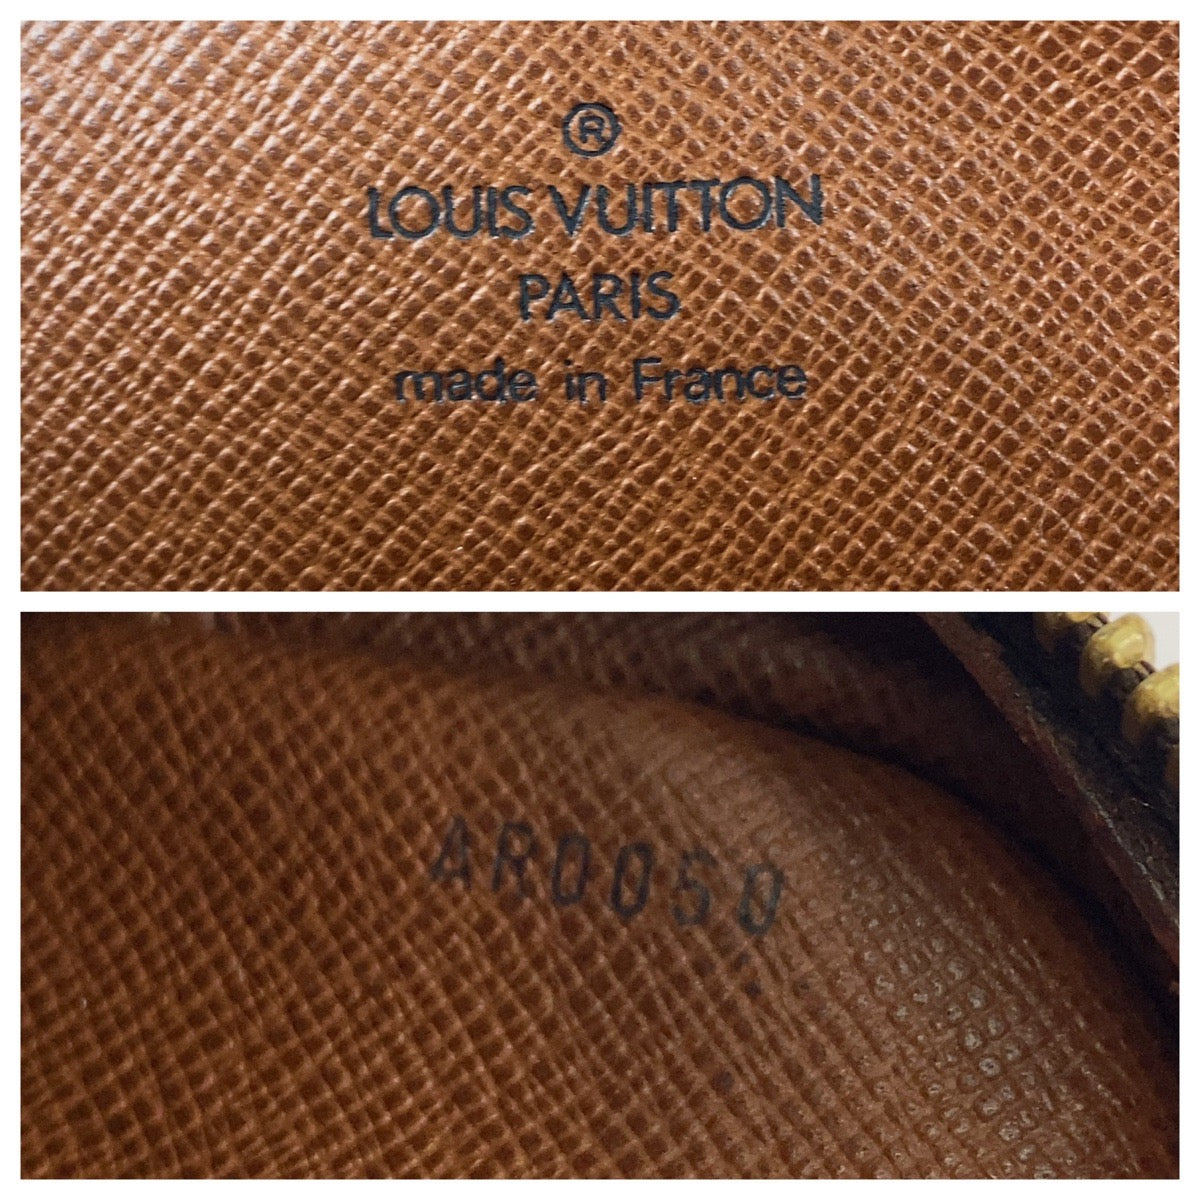 ®
LOUIS VUITTON
PARIS
made in France
AR0050